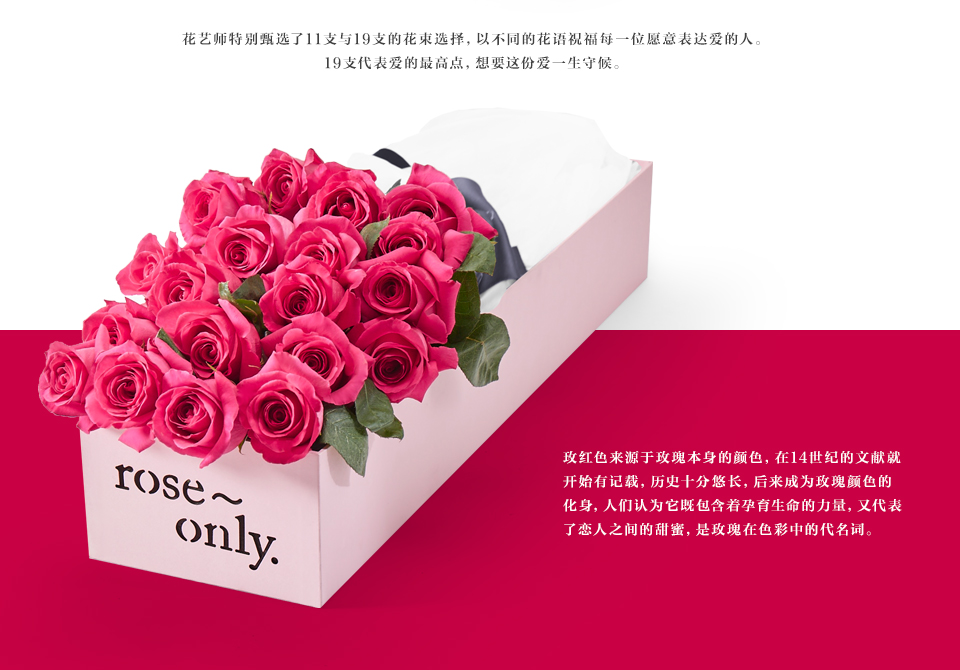 花艺师特别甄选了11支与19支的花束选择，以不同的花语祝福每一位愿意表达爱的人。
19支代表爱的最高点，想要这份爱一生守候。
rose~
only.
玫红色来源于玫瑰本身的颜色，在14世纪的文献就
开始有记载，历史十分悠长，后来成为玫瑰颜色的
化身，人们认为它既包含着孕育生命的力量，又代表
了恋人之间的甜蜜，是玫瑰在色彩中的代名词。